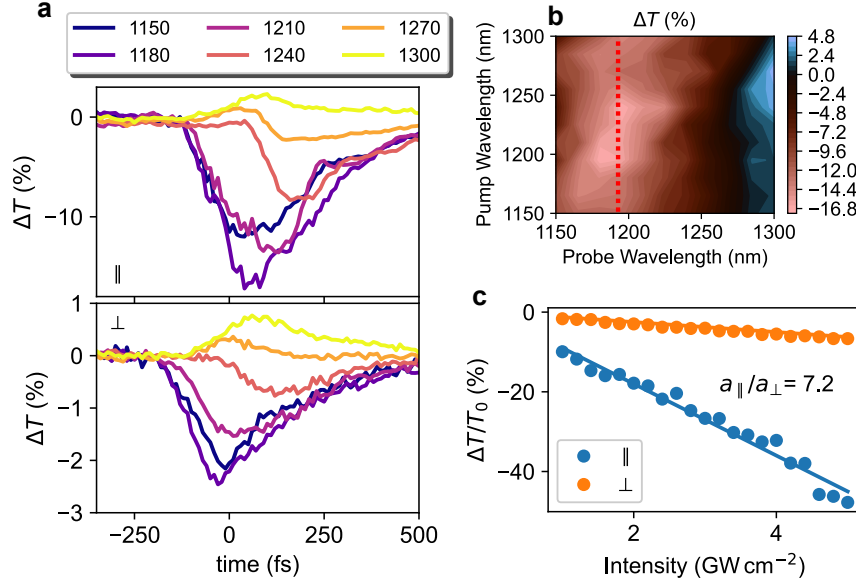 a
1150 1210 1270
1180 1240 1300
0
−10
ΔT (%)
∥
1
0
−1
−2
−3
ΔT (%)
⊥
−250 0 250 500
time (fs)
b
ΔT (%)
1300
1250
1200
1150
Pump Wavelength (nm)
1150 1200 1250 1300
Probe Wavelength (nm)
4.8
2.4
0.0
−2.4
−4.8
−7.2
−9.6
−12.0
−14.4
−16.8
c
0
−20
−40
ΔT/T₀ (%)
a∥/a⊥= 7.2
∥
⊥
2 4
Intensity (GW cm⁻²)